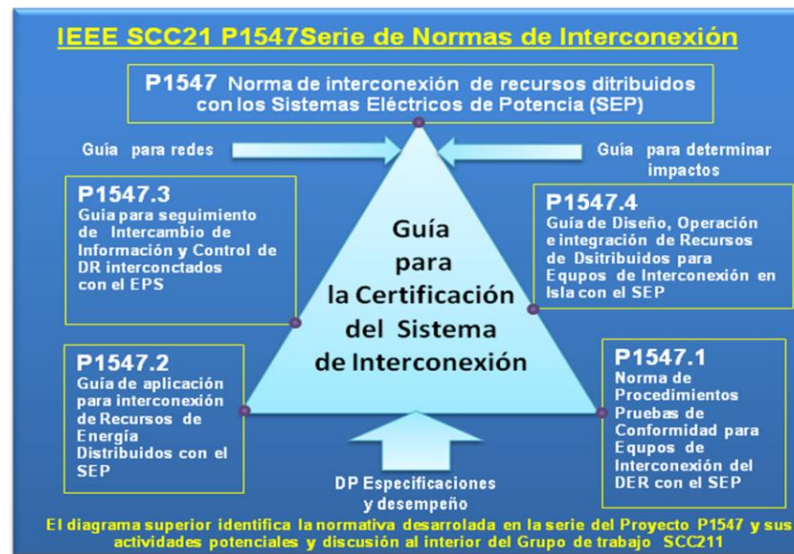 IEEE SCC21 P1547Serie de Normas de Interconexión
P1547 Norma de interconexión de recursos ditribuidos
con los Sistemas Eléctricos de Potencia (SEP)
Guía para redes
Guía para determinar
impactos
P1547.3
Guía para seguimiento
de Intercambio de
Información y Control de
DR interconctados
con el EPS
P1547.4
Guía de Diseño, Operación
e integración de Recursos
de Dsitribuidos para
Equpos de Interconexión en
Isla con el SEP
Guía
para
la Certificación
del Sistema
de Interconexión
P1547.2
Guía de aplicación
para interconexión
de Recursos de
Energía
Distribuidos con el
SEP
P1547.1
Norma de
Procedimientos
Pruebas de
Conformidad para
Equpos de
Interconexión del
DER con el SEP
DP Especificaciones
y desempeño
El diagrama superior identifica la normativa desarrolada en la serie del Proyecto P1547 y sus
actividades potenciales y discusión al interior del Grupo de trabajo SCC211